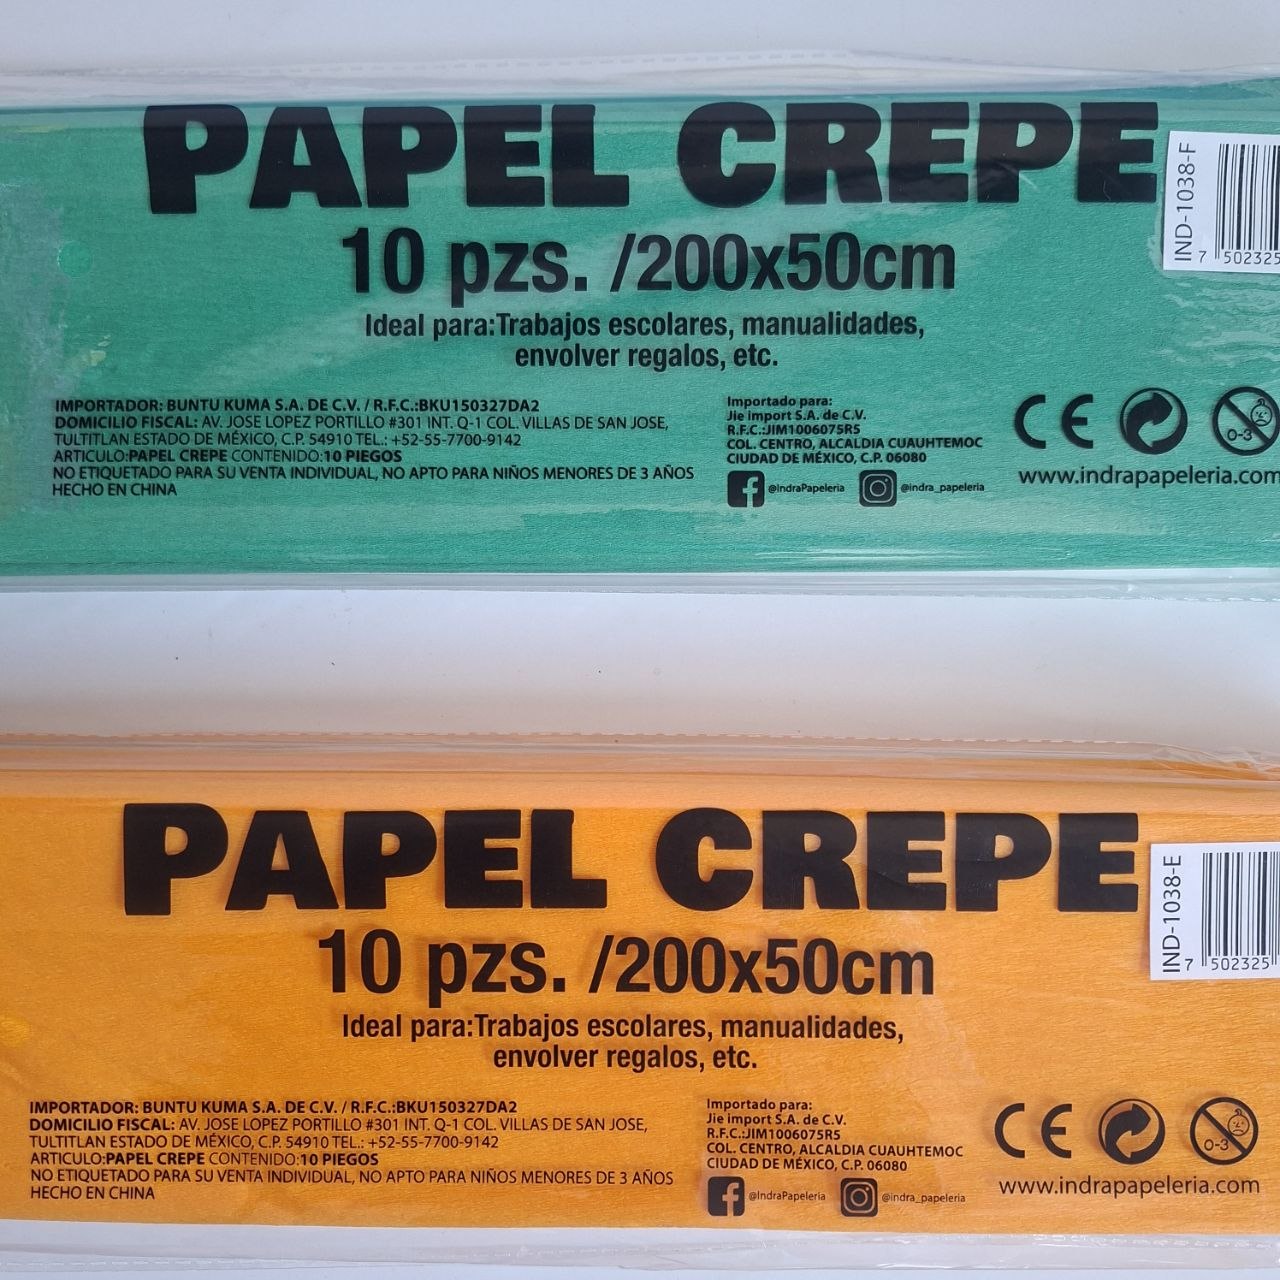 PAPEL CREPE
10 pzs. /200x50cm
Ideal para:Trabajos escolares, manualidades,
envolver regalos, etc.
IMPORTADOR: BUNTU KUMA S.A. DE C.V. / R.F.C.:BKU150327DA2
DOMICILIO FISCAL: AV. JOSE LOPEZ PORTILLO #301 INT. Q-1 COL. VILLAS DE SAN JOSE,
TULTITLAN ESTADO DE MÉXICO, C.P. 54910 TEL.: +52-55-7700-9142
ARTICULO:PAPEL CREPE CONTENIDO:10 PIEGOS
NO ETIQUETADO PARA SU VENTA INDIVIDUAL, NO APTO PARA NIÑOS MENORES DE 3 AÑOS
HECHO EN CHINA
Importado para:
Jie import S.A. de C.V.
R.F.C.:JIM1006075R5
COL. CENTRO, ALCALDIA CUAUHTEMOC
CIUDAD DE MÉXICO, C.P. 06080
@IndraPapeleria
@indra_papeleria
CE
0-3
www.indrapapeleria.com
IND-1038-F
7 502325
PAPEL CREPE
10 pzs. /200x50cm
Ideal para:Trabajos escolares, manualidades,
envolver regalos, etc.
IMPORTADOR: BUNTU KUMA S.A. DE C.V. / R.F.C.:BKU150327DA2
DOMICILIO FISCAL: AV. JOSE LOPEZ PORTILLO #301 INT. Q-1 COL. VILLAS DE SAN JOSE,
TULTITLAN ESTADO DE MÉXICO, C.P. 54910 TEL.: +52-55-7700-9142
ARTICULO:PAPEL CREPE CONTENIDO:10 PIEGOS
NO ETIQUETADO PARA SU VENTA INDIVIDUAL, NO APTO PARA NIÑOS MENORES DE 3 AÑOS
HECHO EN CHINA
Importado para:
Jie import S.A. de C.V.
R.F.C.:JIM1006075R5
COL. CENTRO, ALCALDIA CUAUHTEMOC
CIUDAD DE MÉXICO, C.P. 06080
@IndraPapeleria
@indra_papeleria
CE
0-3
www.indrapapeleria.com
IND-1038-E
7 502325